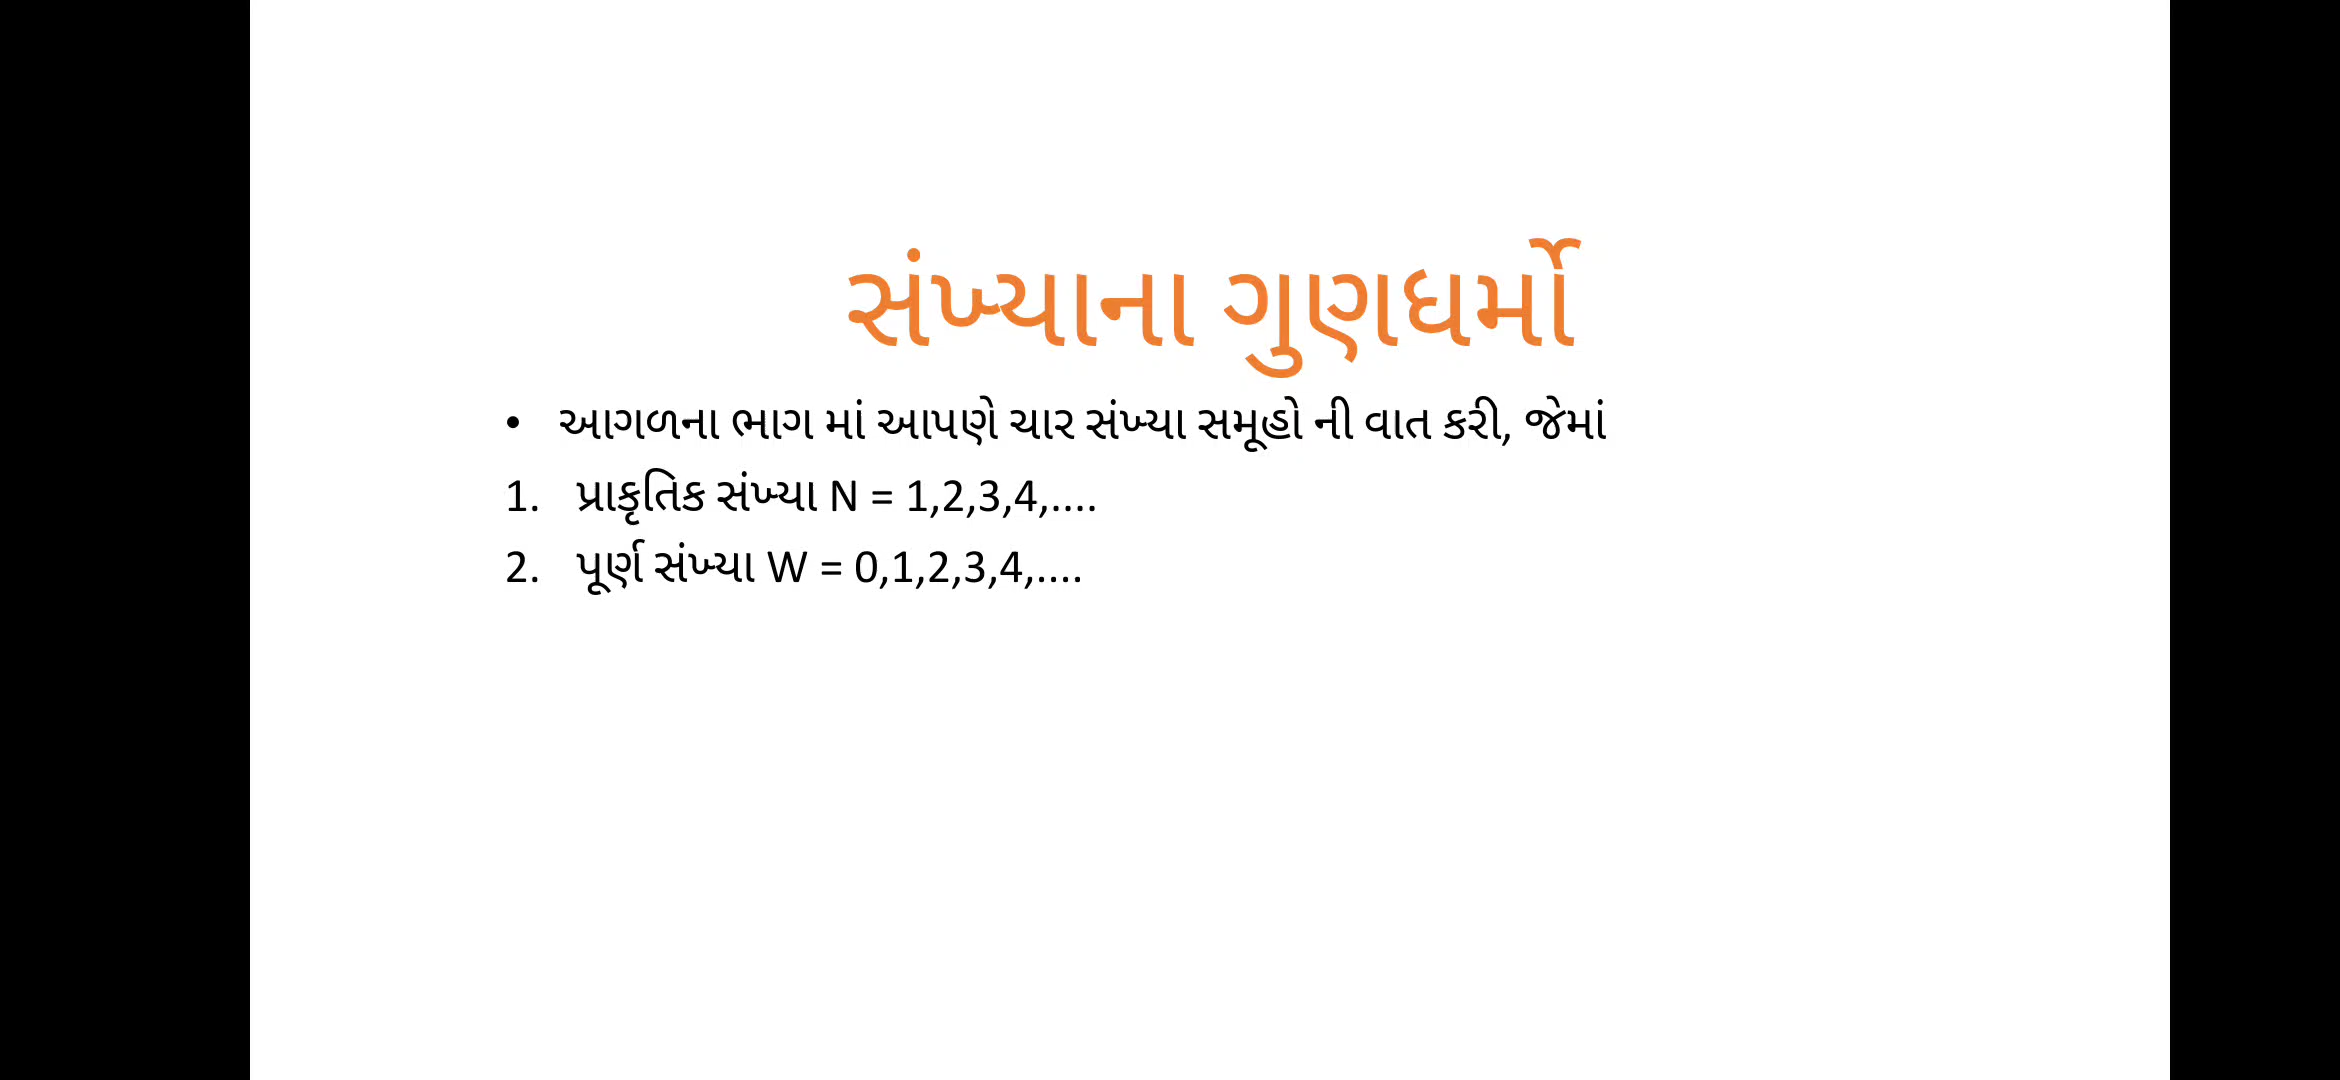 સંખ્યાના ગુણધર્મો
• આગળના ભાગ માં આપણે ચાર સંખ્યા સમૂહો ની વાત કરી, જેમાં
1. પ્રાકૃતિક સંખ્યા N = 1,2,3,4,....
2. પૂર્ણ સંખ્યા W = 0,1,2,3,4,....